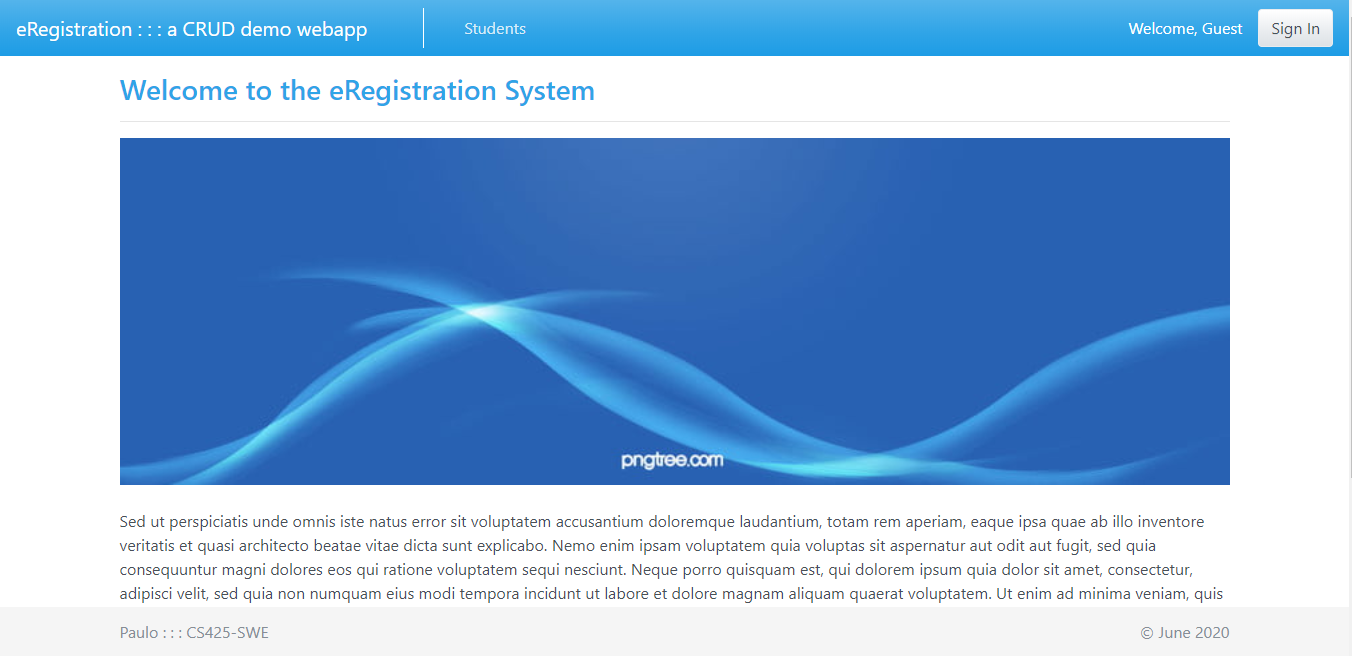 eRegistration : : : a CRUD demo webapp
Students
Welcome, Guest
Sign In
Welcome to the eRegistration System
pngtree.com
Sed ut perspiciatis unde omnis iste natus error sit voluptatem accusantium doloremque laudantium, totam rem aperiam, eaque ipsa quae ab illo inventore
veritatis et quasi architecto beatae vitae dicta sunt explicabo. Nemo enim ipsam voluptatem quia voluptas sit aspernatur aut odit aut fugit, sed quia
consequuntur magni dolores eos qui ratione voluptatem sequi nesciunt. Neque porro quisquam est, qui dolorem ipsum quia dolor sit amet, consectetur,
adipisci velit, sed quia non numquam eius modi tempora incidunt ut labore et dolore magnam aliquam quaerat voluptatem. Ut enim ad minima veniam, quis
Paulo : : : CS425-SWE
© June 2020